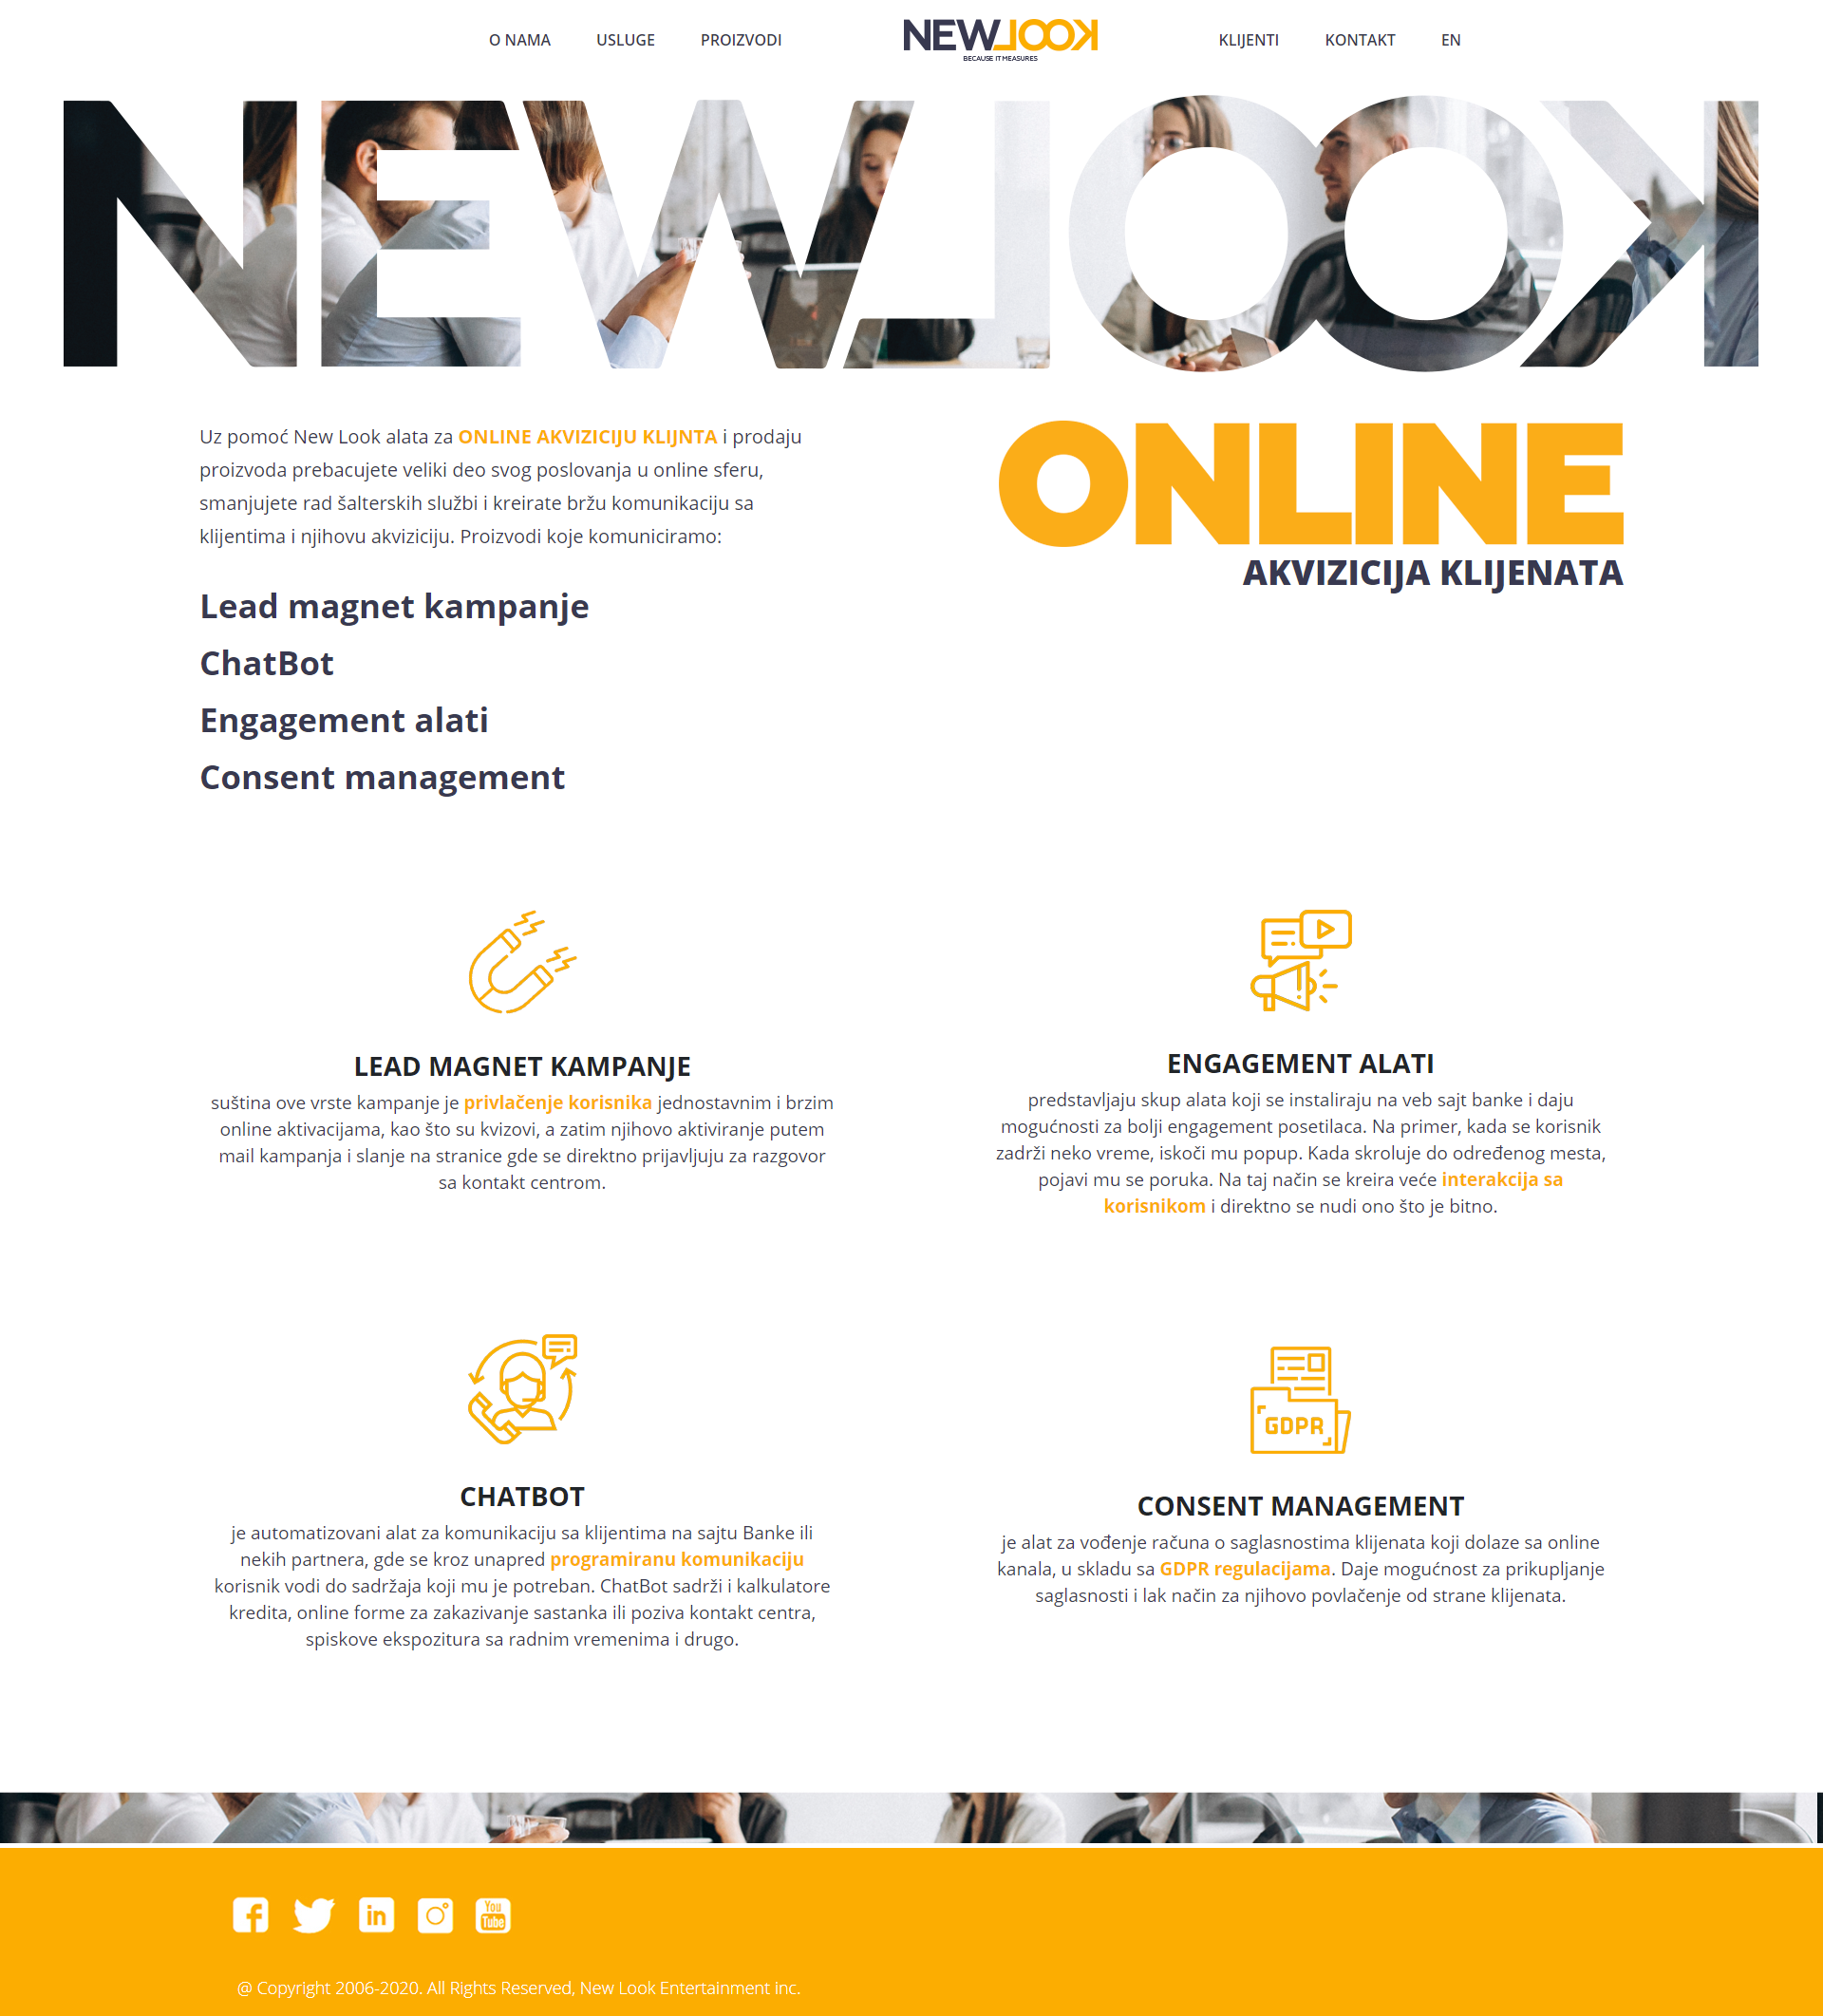 O NAMA USLUGE PROIZVODI NEWLOOK KLIJENTI KONTAKT EN
BECAUSE IT MEASURES
NEWLOOK
Uz pomoć New Look alata za ONLINE AKVIZICIJU KLIJNTA i prodaju
proizvoda prebacujete veliki deo svog poslovanja u online sferu,
smanjujete rad šalterskih službi i kreirate bržu komunikaciju sa
klijentima i njihovu akviziciju. Proizvodi koje komuniciramo:
ONLINE
AKVIZICIJA KLIJENATA
Lead magnet kampanje
ChatBot
Engagement alati
Consent management
LEAD MAGNET KAMPANJE
suština ove vrste kampanje je privlačenje korisnika jednostavnim i brzim
online aktivacijama, kao što su kvizovi, a zatim njihovo aktiviranje putem
mail kampanja i slanje na stranice gde se direktno prijavljuju za razgovor
sa kontakt centrom.
ENGAGEMENT ALATI
predstavljaju skup alata koji se instaliraju na veb sajt banke i daju
mogućnosti za bolji engagement posetilaca. Na primer, kada se korisnik
zadrži neko vreme, iskoči mu popup. Kada skroluje do određenog mesta,
pojavi mu se poruka. Na taj način se kreira veće interakcija sa
korisnikom i direktno se nudi ono što je bitno.
CHATBOT
je automatizovani alat za komunikaciju sa klijentima na sajtu Banke ili
nekih partnera, gde se kroz unapred programiranu komunikaciju
korisnik vodi do sadržaja koji mu je potreban. ChatBot sadrži i kalkulatore
kredita, online forme za zakazivanje sastanka ili poziva kontakt centra,
spiskove ekspozitura sa radnim vremenima i drugo.
GDPR
CONSENT MANAGEMENT
je alat za vođenje računa o saglasnostima klijenata koji dolaze sa online
kanala, u skladu sa GDPR regulacijama. Daje mogućnost za prikupljanje
saglasnosti i lak način za njihovo povlačenje od strane klijenata.
You
Tube
@ Copyright 2006-2020. All Rights Reserved, New Look Entertainment inc.